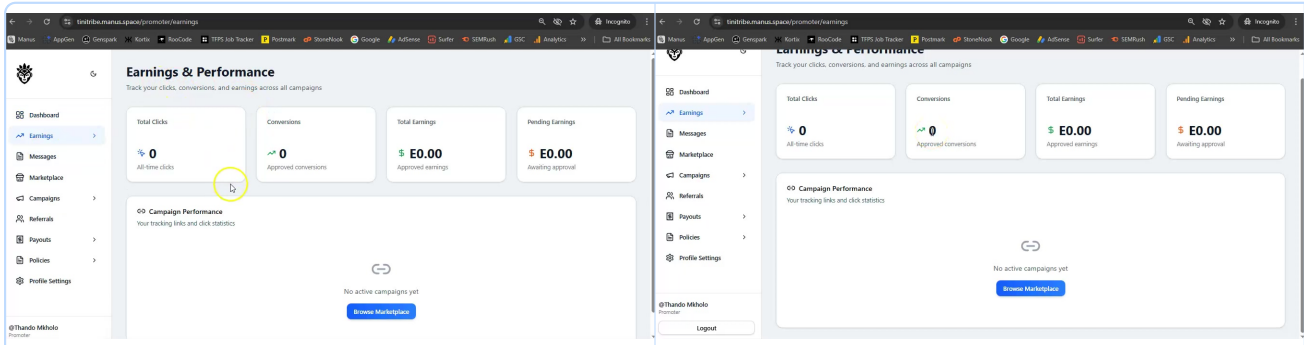 tinitribe.manus.space/promoter/earnings
Incognito
Manus
AppGen
Genspark
Kortix
RooCode
TFPS Job Tracker
Postmark
StoneNook
Google
AdSense
Surfer
SEMRush
GSC
Analytics
All Bookmarks
Dashboard
Earnings
Messages
Marketplace
Campaigns
Referrals
Payouts
Policies
Profile Settings
@Thando Mkholo
Promoter
Earnings & Performance
Track your clicks, conversions, and earnings across all campaigns
Total Clicks
0
All-time clicks
Conversions
0
Approved conversions
Total Earnings
$ E0.00
Approved earnings
Pending Earnings
$ E0.00
Awaiting approval
Campaign Performance
Your tracking links and click statistics
No active campaigns yet
Browse Marketplace
tinitribe.manus.space/promoter/earnings
Incognito
Manus
AppGen
Genspark
Kortix
RooCode
TFPS Job Tracker
Postmark
StoneNook
Google
AdSense
Surfer
SEMRush
GSC
Analytics
All Bookmarks
Dashboard
Earnings
Messages
Marketplace
Campaigns
Referrals
Payouts
Policies
Profile Settings
@Thando Mkholo
Promoter
Logout
Earnings & Performance
Track your clicks, conversions, and earnings across all campaigns
Total Clicks
0
All-time clicks
Conversions
0
Approved conversions
Total Earnings
$ E0.00
Approved earnings
Pending Earnings
$ E0.00
Awaiting approval
Campaign Performance
Your tracking links and click statistics
No active campaigns yet
Browse Marketplace